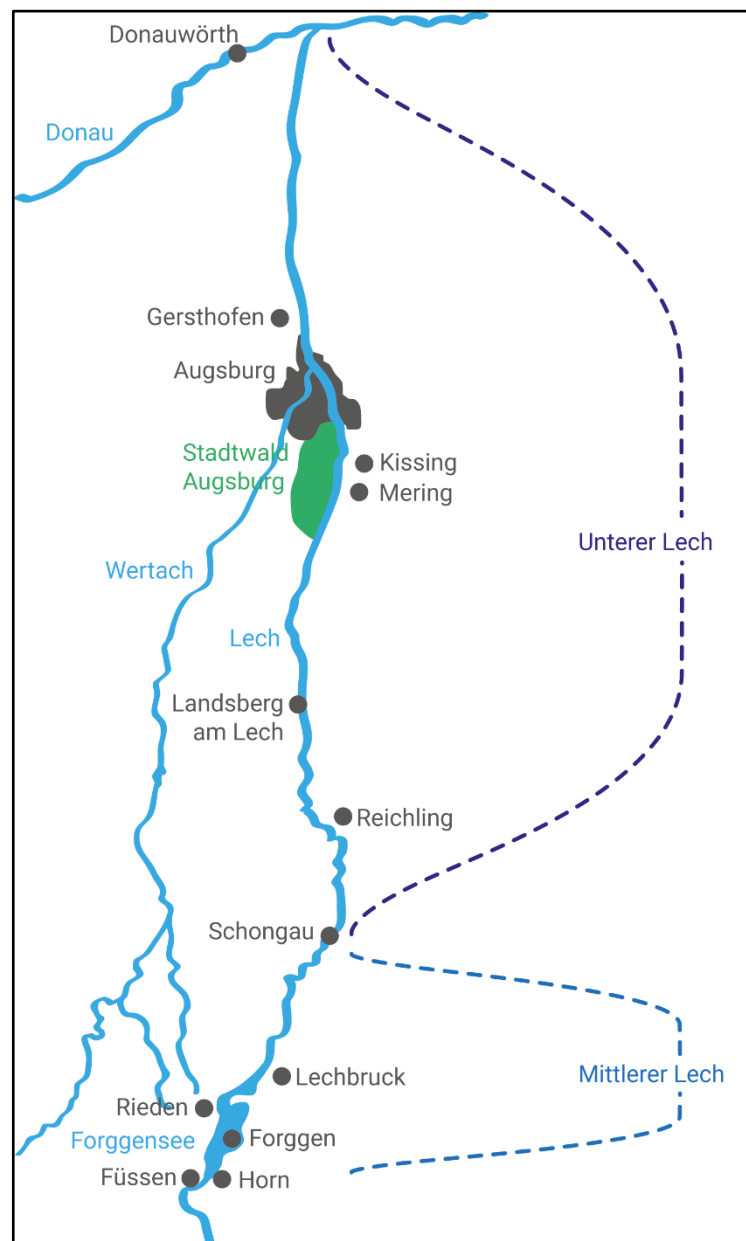 Donauwörth
Donau
Gersthofen
Augsburg
Stadtwald
Augsburg
Kissing
Mering
Unterer Lech
Wertach
Lech
Landsberg
am Lech
Reichling
Schongau
Lechbruck
Mittlerer Lech
Rieden
Forggensee
Forggen
Füssen
Horn